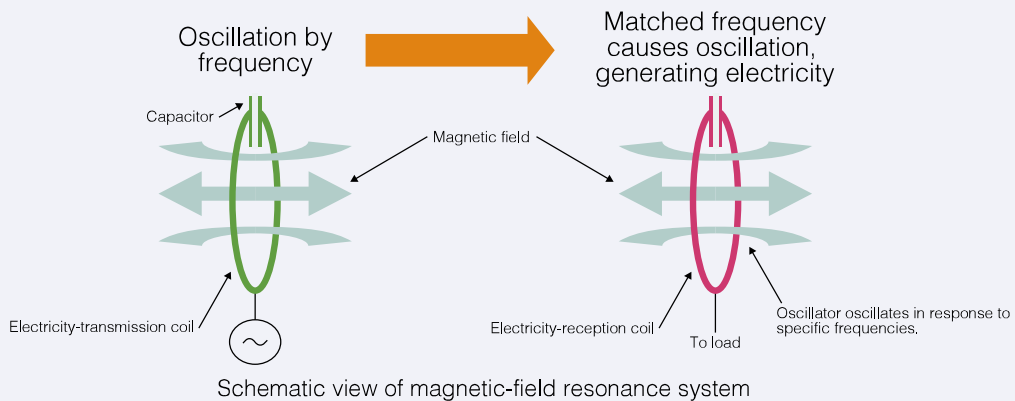 Oscillation by
frequency
Matched frequency
causes oscillation,
generating electricity
Capacitor
Magnetic field
Electricity-transmission coil
Electricity-reception coil
To load
Oscillator oscillates in response to
specific frequencies.
Schematic view of magnetic-field resonance system